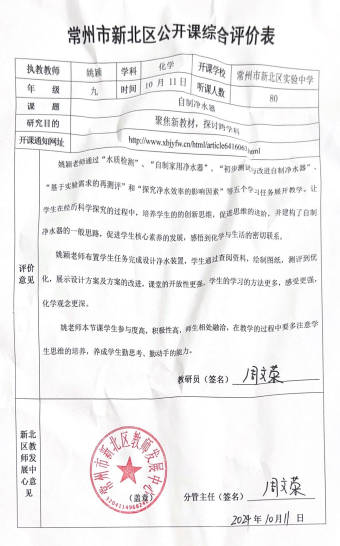 常州市新北区公开课综合评价表
执教教师 姚颖 学科 化学 开课学校 常州市新北区实验中学
年 级 九 时间 10 月 11 日 听课人数 80
课 题 自制净水器
研究目的 聚焦新教材，探讨跨学科
开课通知网址 http://www.xbjyfw.cn/html/article6416063.html
姚颖老师通过“水质检测”、“自制家用净水器”、“初步测试与改进自制净水器”、
“基于实验需求的再测评”和“探究净水效率的影响因素”等五个学习任务展开教学。让
学生在经历科学探究的过程中，培养学生的的创新思维，促进思维的进阶，并建构了自制
净水器的一般思路，促进学生核心素养的发展，感悟到化学与生活的密切联系。
姚颖老师布置学生任务完成设计净水装置，学生通过查阅资料，绘制图纸，测评到优
化，展示设计方案及方案的改进，课堂的开放性更强，学生的学习的方法更多，感受更强，
化学观念更深。
姚老师本节课学生参与度高，积极性高，师生相处融洽，在教学的过程中要多注意学
生思维的培养，养成学生勤思考、勤动手的能力。
评价
意见
教研员（签名） 周文荣
新北
区教
师发
展中
心意
见
常州市新北区教师发展中心
（盖章）
分管主任（签名） 周文荣
2024年10月11日